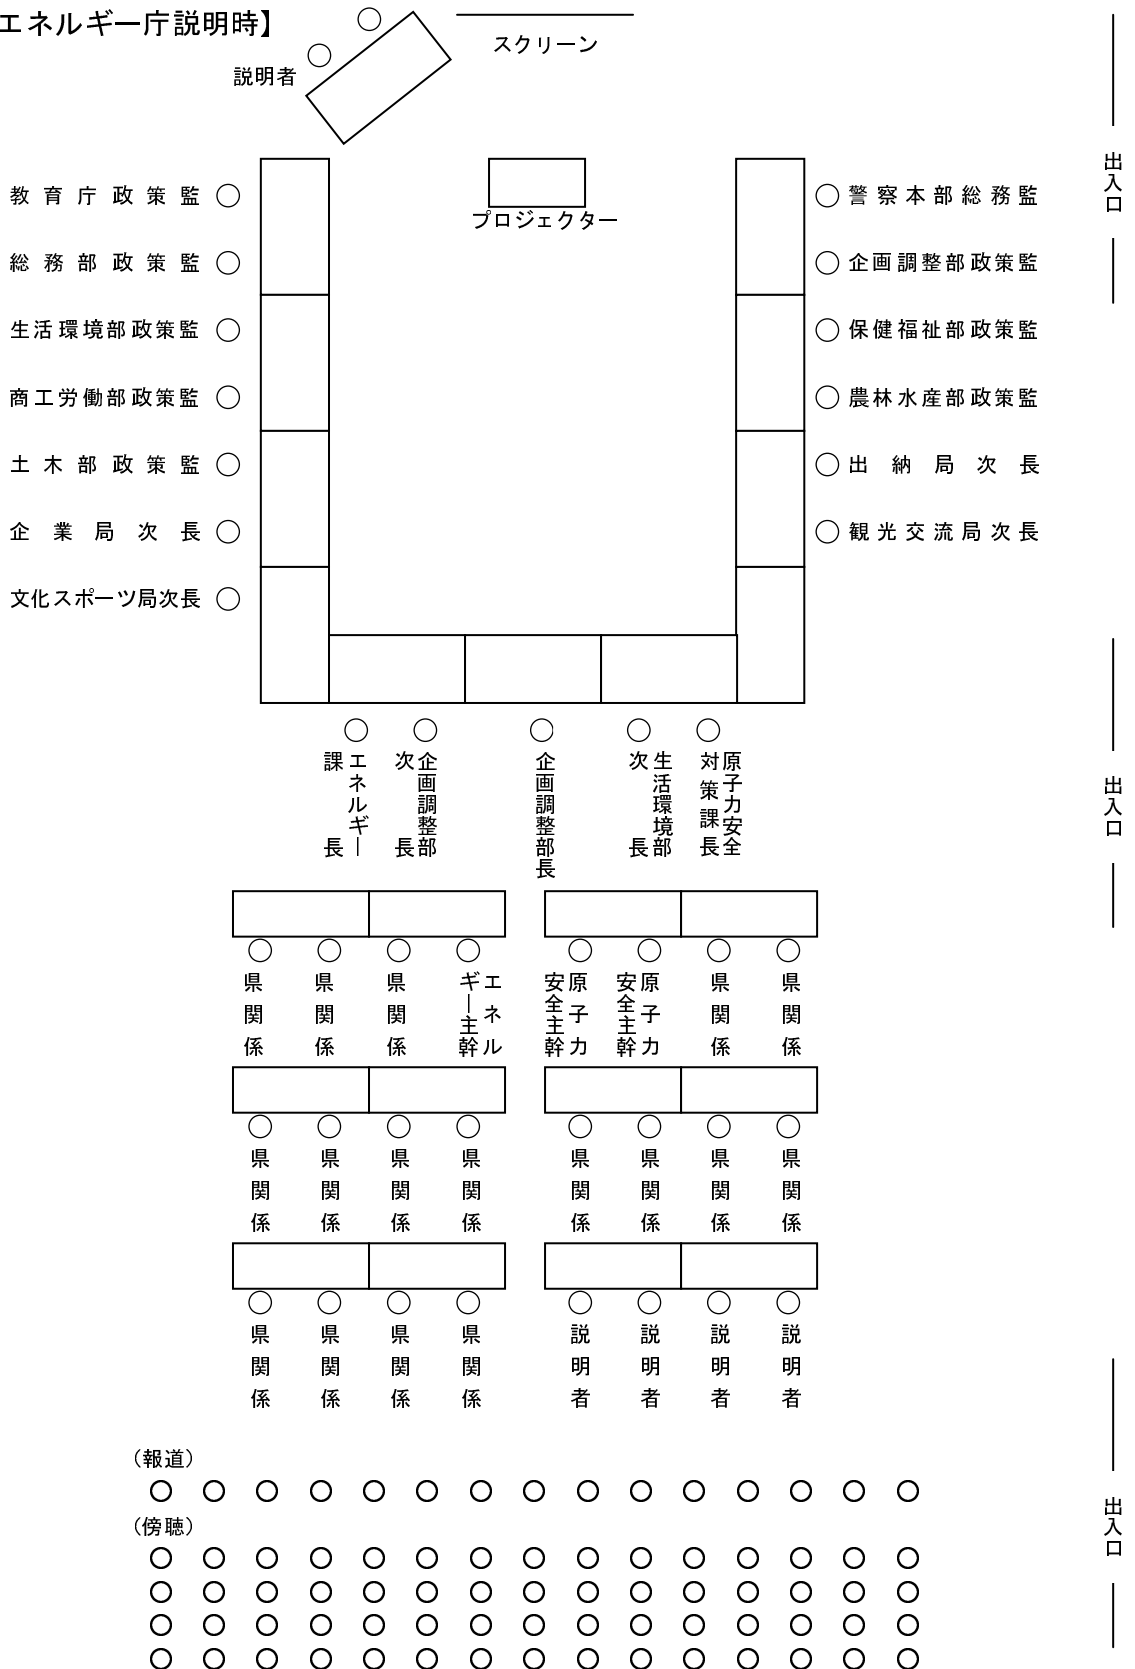 エネルギー庁説明時】
スクリーン
説明者
プロジェクター
教育庁政策監
総務部政策監
生活環境部政策監
商工労働部政策監
土木部政策監
企業局次長
文化スポーツ局次長
警察本部総務監
企画調整部政策監
保健福祉部政策監
農林水産部政策監
出納局次長
観光交流局次長
出入口
エネルギー課長
企画調整部次長
企画調整部長
生活環境部次長
原子力安全対策課長
出入口
県関係
県関係
県関係
エネルギー主幹
原子力安全主幹
原子力安全主幹
県関係
県関係
県関係
県関係
県関係
県関係
県関係
県関係
県関係
県関係
県関係
県関係
県関係
県関係
説明者
説明者
説明者
説明者
（報道）
（傍聴）
出入口